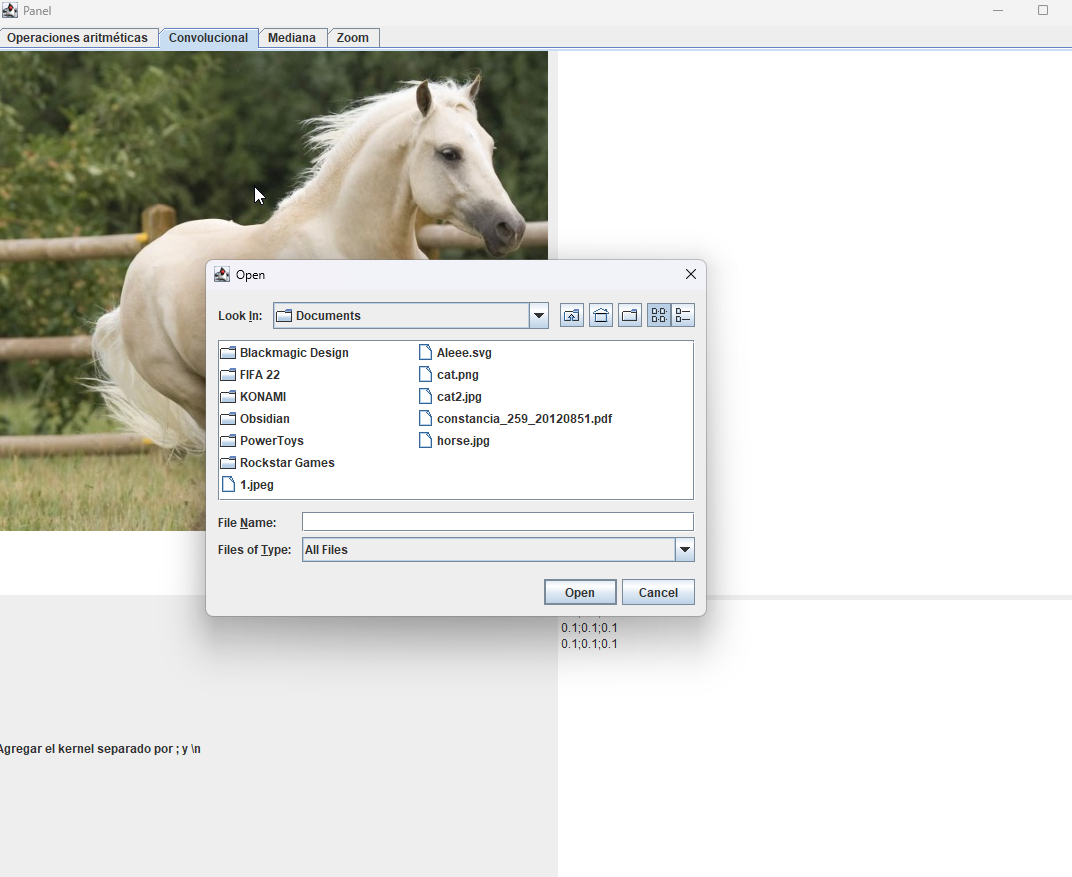 Panel
Operaciones aritméticas Convolucional Mediana Zoom
Open
Look In: Documents
Blackmagic Design
FIFA 22
KONAMI
Obsidian
PowerToys
Rockstar Games
1.jpeg
Aleee.svg
cat.png
cat2.jpg
constancia_259_20120851.pdf
horse.jpg
File Name:
Files of Type: All Files
Open Cancel
0.1;0.1;0.1
0.1;0.1;0.1
Agregar el kernel separado por ; y \n